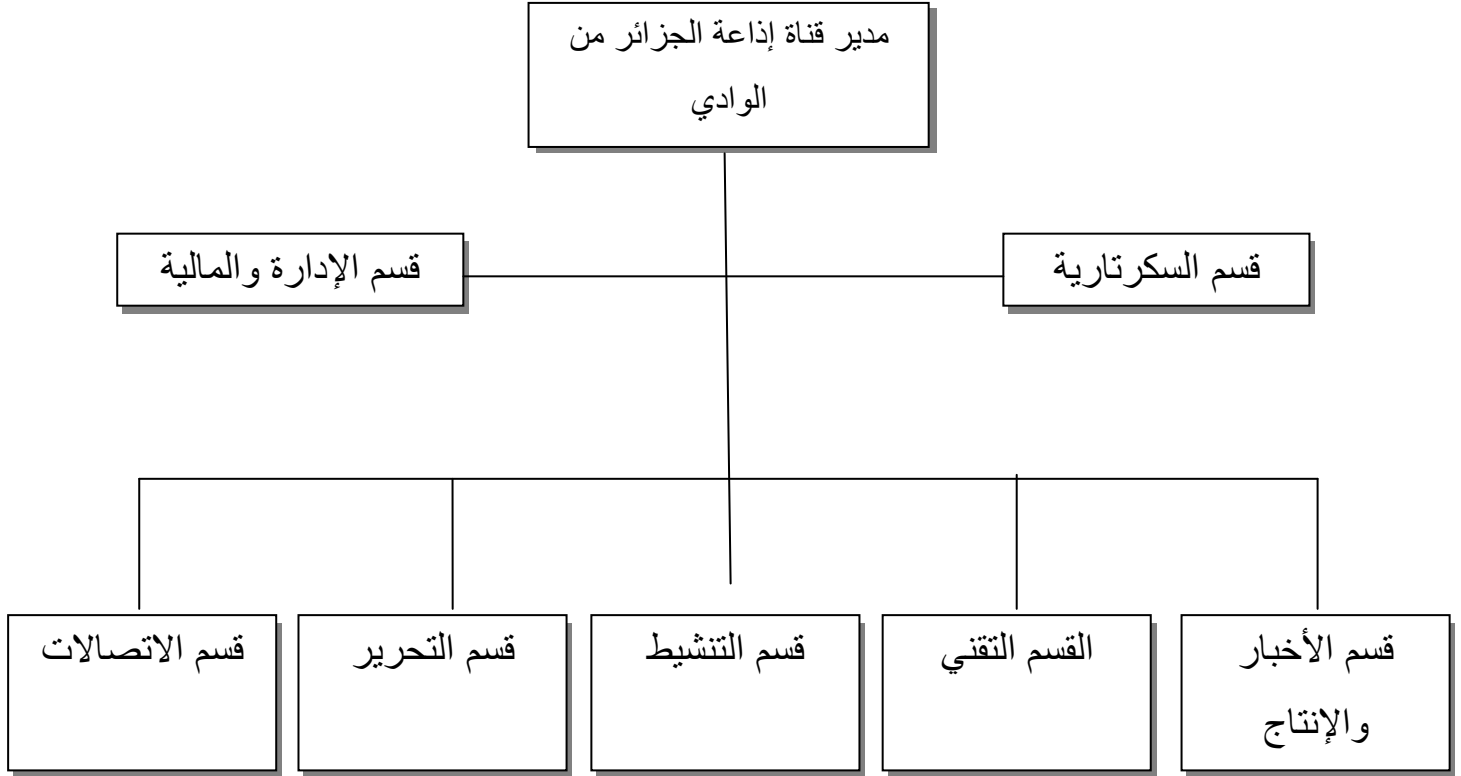 مدير قناة إذاعة الجزائر من
الوادي
قسم السكرتارية
قسم الإدارة والمالية
قسم الأخبار
والإنتاج
القسم التقني
قسم التنشيط
قسم التحرير
قسم الاتصالات